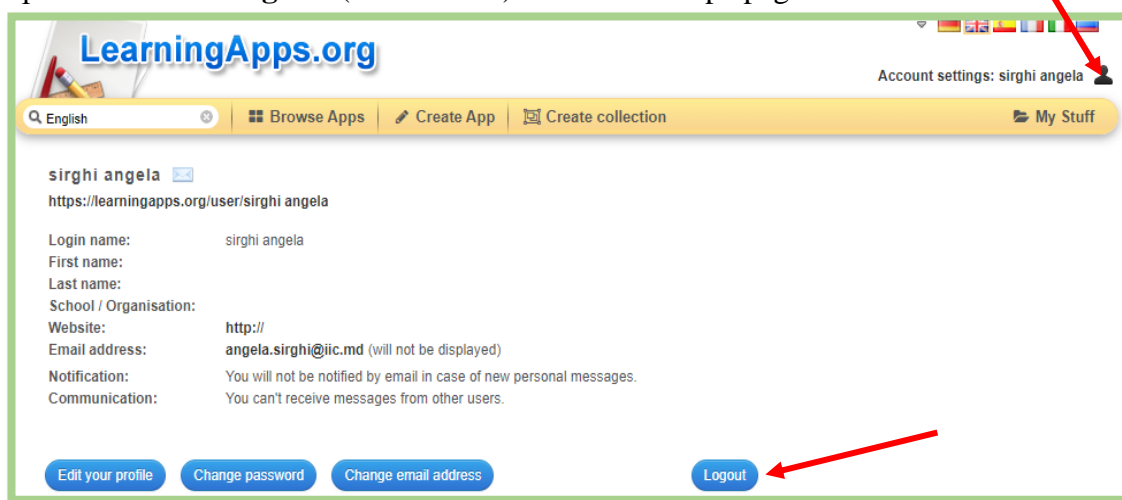 LearningApps.org
Account settings: sirghi angela
English
Browse Apps
Create App
Create collection
My Stuff
sirghi angela
https://learningapps.org/user/sirghi angela
Login name: sirghi angela
First name:
Last name:
School / Organisation:
Website: http://
Email address: angela.sirghi@iic.md (will not be displayed)
Notification: You will not be notified by email in case of new personal messages.
Communication: You can't receive messages from other users.
Edit your profile
Change password
Change email address
Logout